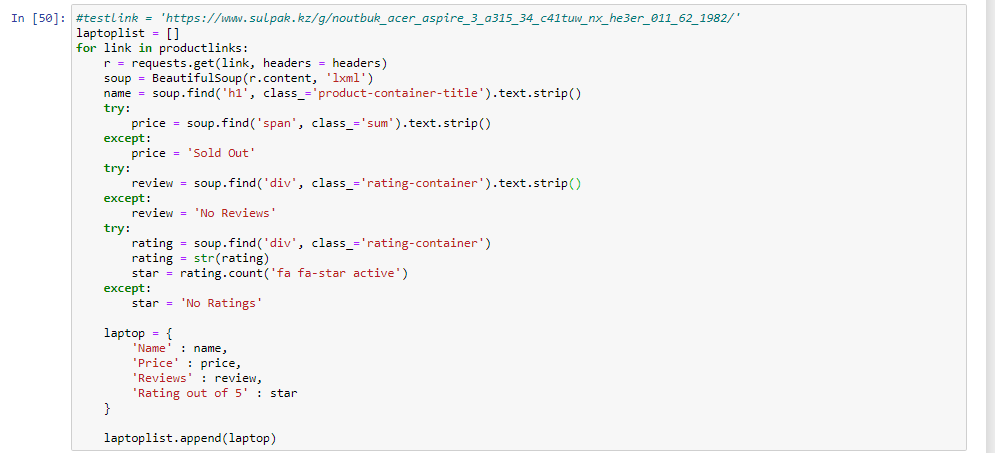 In [50]: #testlink = 'https://www.sulpak.kz/g/noutbuk_acer_aspire_3_a315_34_c41tuw_nx_he3er_011_62_1982/'
laptoplist = []
for link in productlinks:
    r = requests.get(link, headers = headers)
    soup = BeautifulSoup(r.content, 'lxml')
    name = soup.find('h1', class_='product-container-title').text.strip()
    try:
        price = soup.find('span', class_='sum').text.strip()
    except:
        price = 'Sold Out'
    try:
        review = soup.find('div', class_='rating-container').text.strip()
    except:
        review = 'No Reviews'
    try:
        rating = soup.find('div', class_='rating-container')
        rating = str(rating)
        star = rating.count('fa fa-star active')
    except:
        star = 'No Ratings'
    laptop = {
        'Name' : name,
        'Price' : price,
        'Reviews' : review,
        'Rating out of 5' : star
    }
    laptoplist.append(laptop)